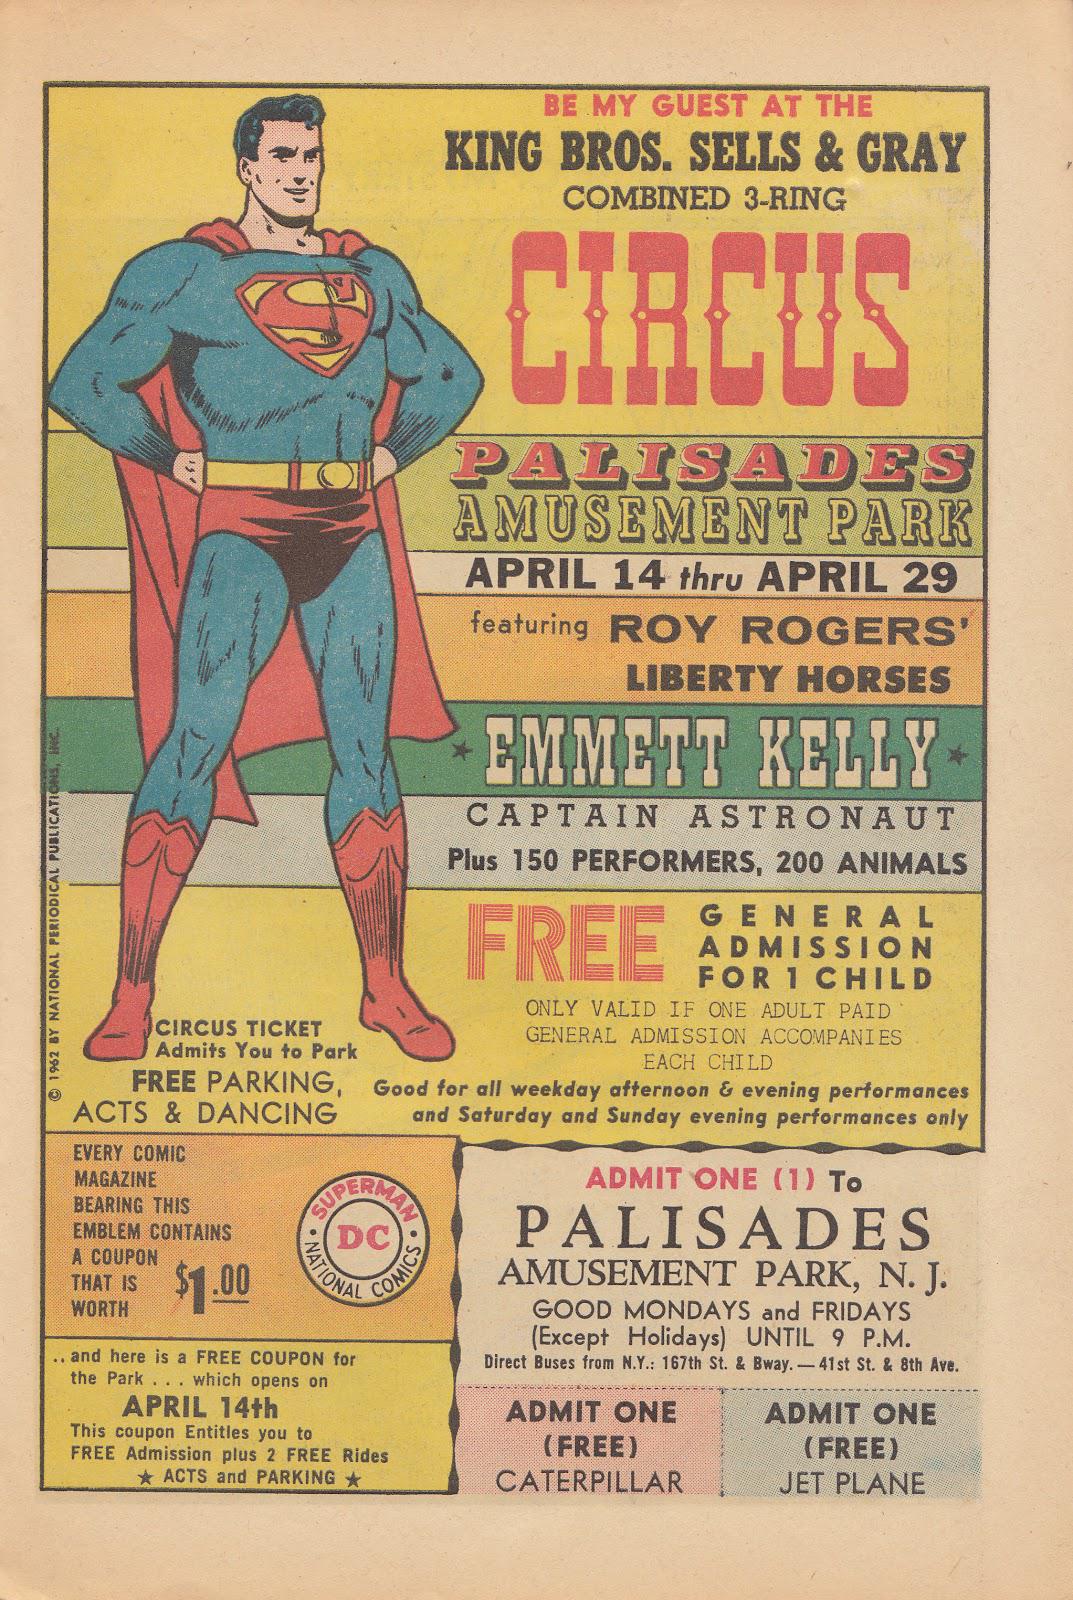 BE MY GUEST AT THE
KING BROS. SELLS & GRAY
COMBINED 3-RING
CIRCUS
PALISADES
AMUSEMENT PARK
APRIL 14 thru APRIL 29
featuring ROY ROGERS'
LIBERTY HORSES
★ EMMETT KELLY ★
CAPTAIN ASTRONAUT
Plus 150 PERFORMERS, 200 ANIMALS
FREE
GENERAL
ADMISSION
FOR 1 CHILD
ONLY VALID IF ONE ADULT PAID
GENERAL ADMISSION ACCOMPANIES
EACH CHILD
Good for all weekday afternoon & evening performances
and Saturday and Sunday evening performances only
CIRCUS TICKET
Admits You to Park
FREE PARKING,
ACTS & DANCING
© 1962 BY NATIONAL PERIODICAL PUBLICATIONS, INC.
EVERY COMIC
MAGAZINE
BEARING THIS
EMBLEM CONTAINS
A COUPON
THAT IS
WORTH
$1.00
SUPERMAN
DC
• NATIONAL COMICS •
..and here is a FREE COUPON for
the Park . . . which opens on
APRIL 14th
This coupon Entitles you to
FREE Admission plus 2 FREE Rides
★ ACTS and PARKING ★
ADMIT ONE (1) To
PALISADES
AMUSEMENT PARK, N. J.
GOOD MONDAYS and FRIDAYS
(Except Holidays) UNTIL 9 P.M.
Direct Buses from N.Y.: 167th St. & Bway. — 41st St. & 8th Ave.
ADMIT ONE
(FREE)
CATERPILLAR
ADMIT ONE
(FREE)
JET PLANE